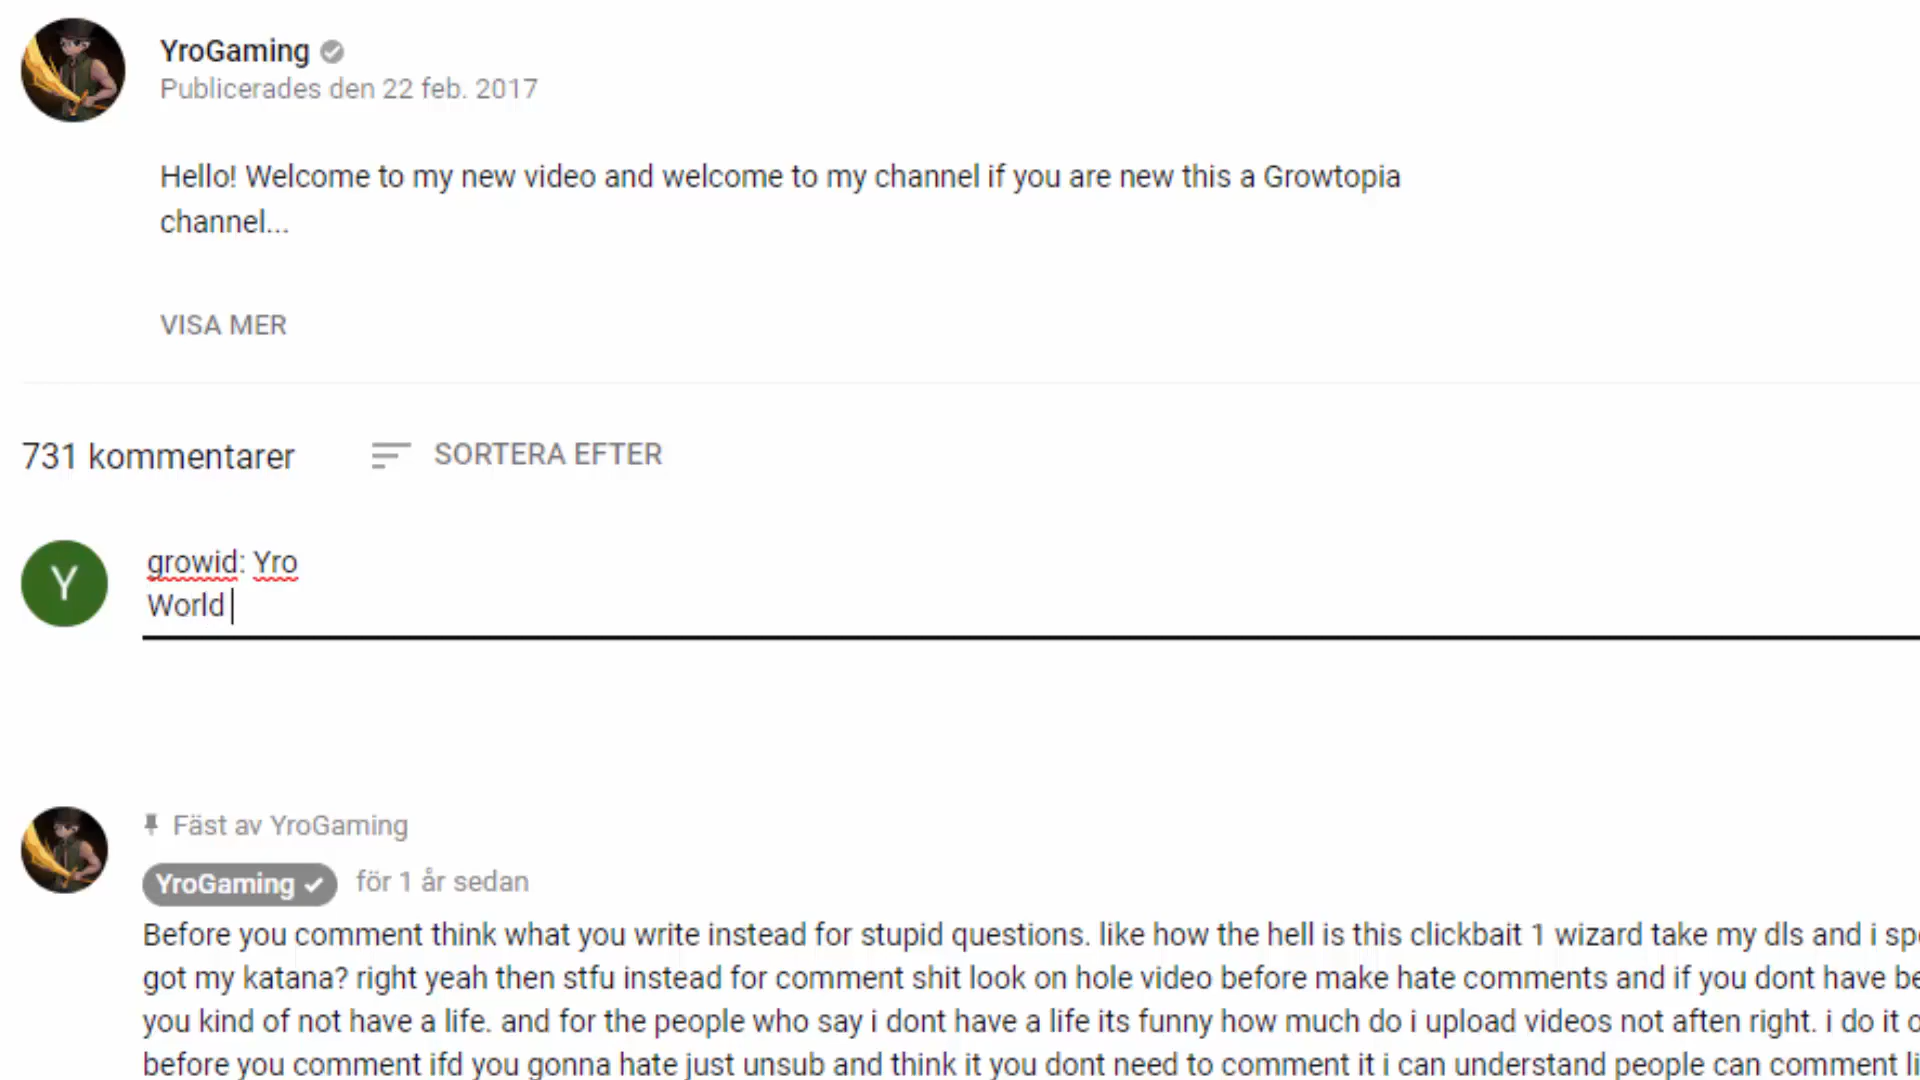 YroGaming
Publicerades den 22 feb. 2017
Hello! Welcome to my new video and welcome to my channel if you are new this a Growtopia
channel...
VISA MER
731 kommentarer SORTERA EFTER
Y
growid: Yro
World
Fäst av YroGaming
YroGaming för 1 år sedan
Before you comment think what you write instead for stupid questions. like how the hell is this clickbait 1 wizard take my dls and i
got my katana? right yeah then stfu instead for comment shit look on hole video before make hate comments and if you dont have
you kind of not have a life. and for the people who say i dont have a life its funny how much do i upload videos not aften right. i do it
before you comment ifd you gonna hate just unsub and think it you dont need to comment it i can understand people can comment